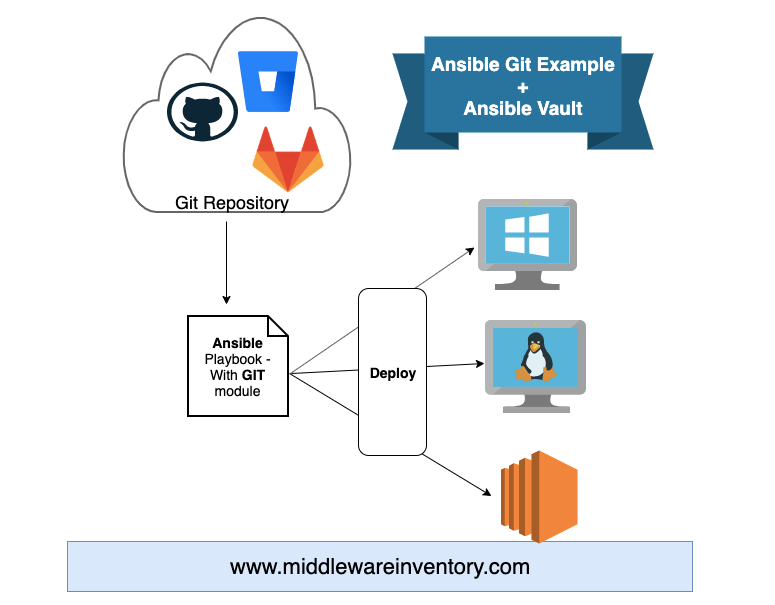 Ansible Git Example
+
Ansible Vault
Git Repository
Ansible
Playbook -
With GIT
module
Deploy
www.middlewareinventory.com